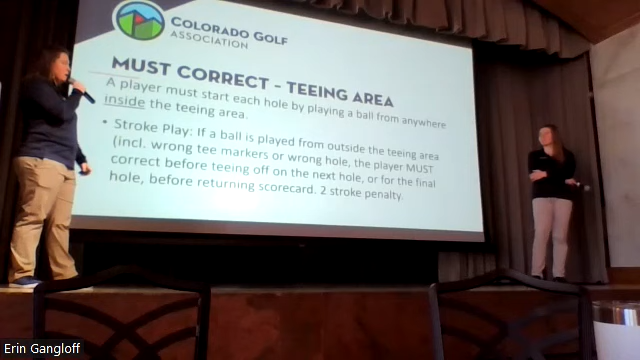 COLORADO GOLF
ASSOCIATION
MUST CORRECT – TEEING AREA
A player must start each hole by playing a ball from anywhere
inside the teeing area.
• Stroke Play: If a ball is played from outside the teeing area
(incl. wrong tee markers or wrong hole, the player MUST
correct before teeing off on the next hole, or for the final
hole, before returning scorecard. 2 stroke penalty.
Erin Gangloff